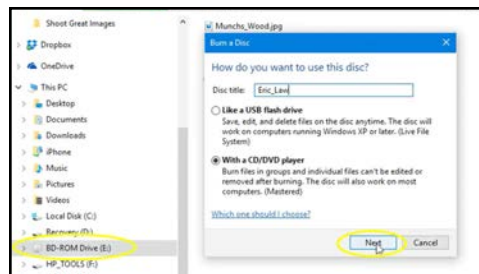 Shoot Great Images
Dropbox
OneDrive
This PC
Desktop
Documents
Downloads
iPhone
Music
Pictures
Videos
Local Disk (C:)
Recovery (D:)
BD-ROM Drive (E:)
HP_TOOLS (F:)
Munchs_Wood.jpg
Burn a Disc
How do you want to use this disc?
Disc title: Eric_Law
Like a USB flash drive
Save, edit, and delete files on the disc anytime. The disc will
work on computers running Windows XP or later. (Live File
System)
With a CD/DVD player
Burn files in groups and individual files can't be edited or
removed after burning. The disc will also work on most
computers. (Mastered)
Which one should I choose?
Next Cancel